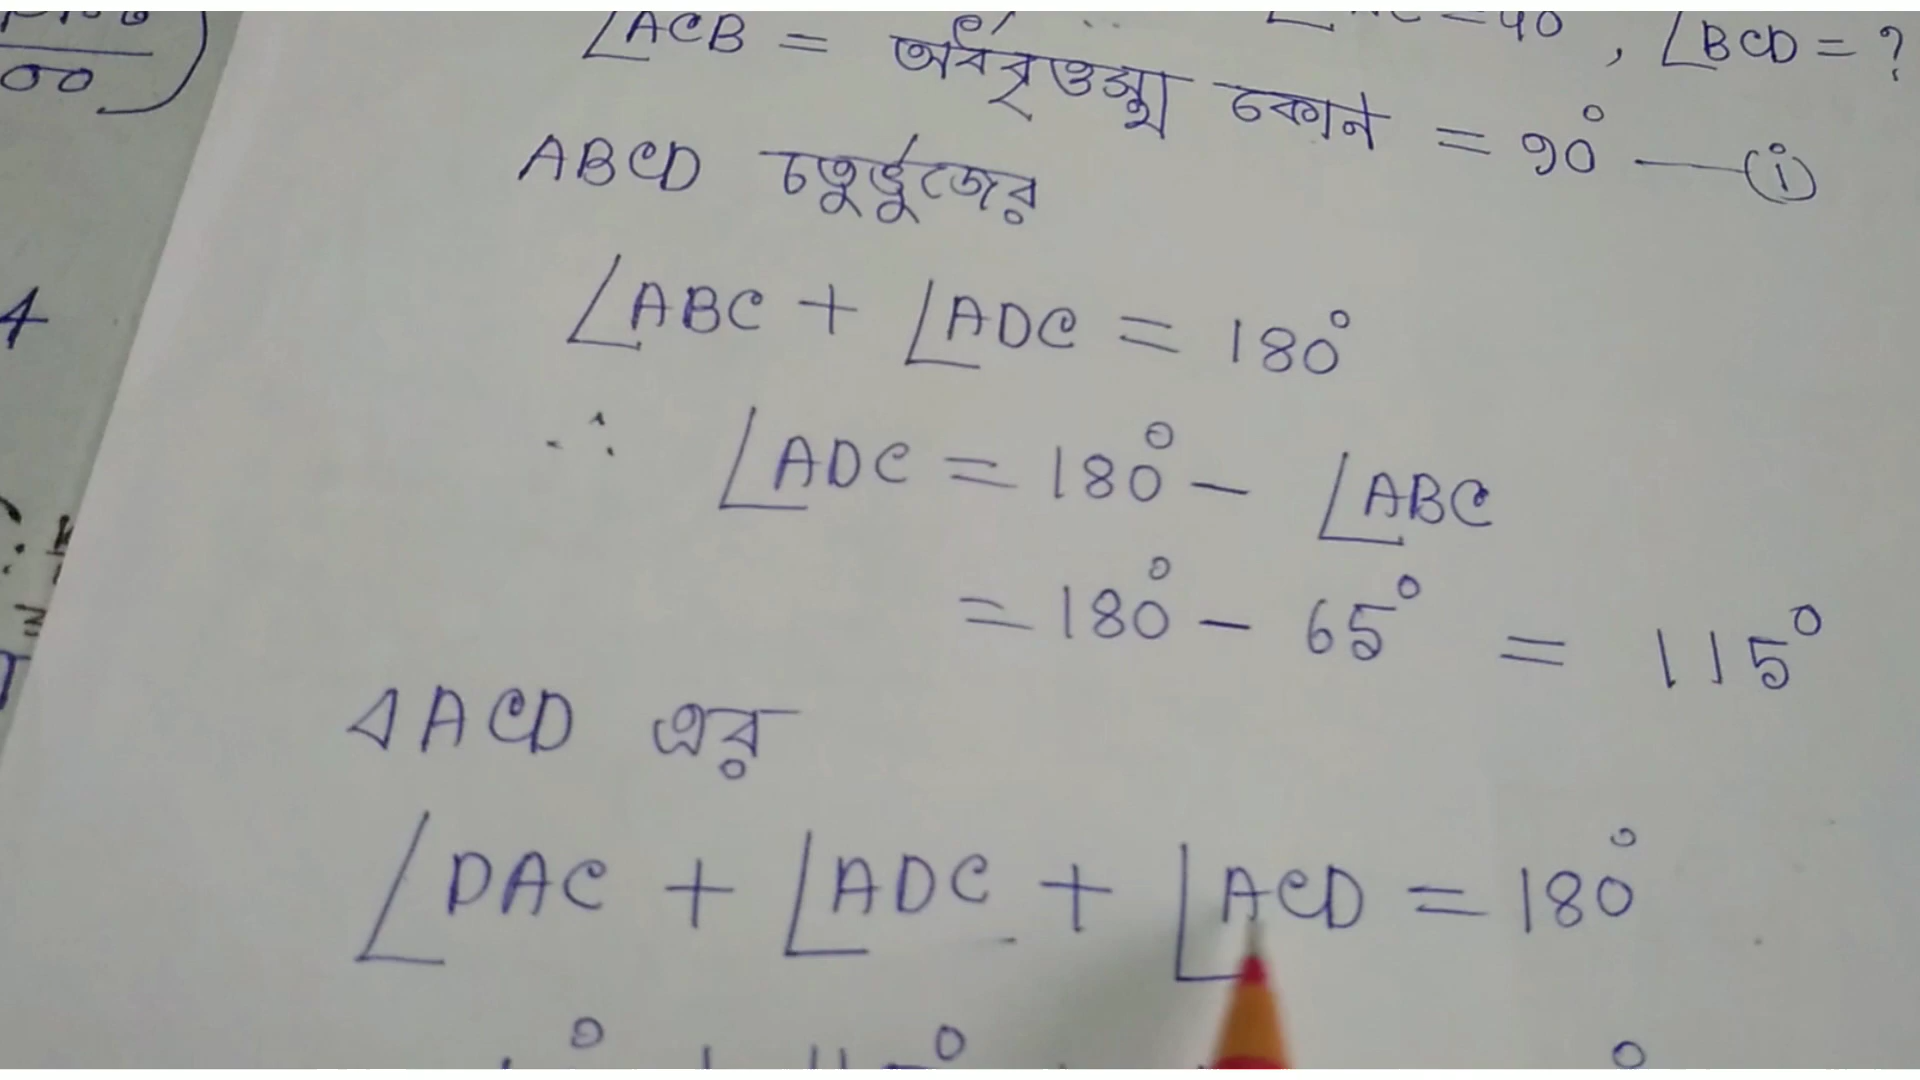 = 40, ∠BCD = ?
∠ACB = অর্ধবৃত্তস্থ কোন = 90° — (i)
ABCD চতুর্ভুজের
∠ABC + ∠ADC = 180°
∴ ∠ADC = 180° − ∠ABC
= 180° − 65° = 115°
△ACD এর
∠DAC + ∠ADC + ∠ACD = 180°